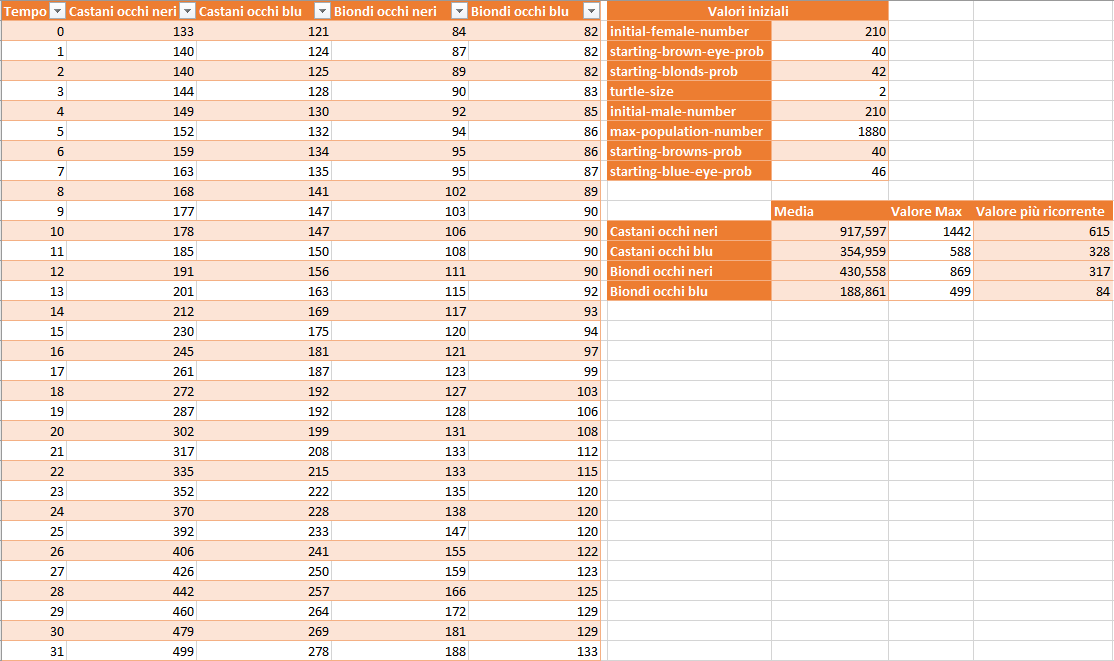 Tempo Castani occhi neri Castani occhi blu Biondi occhi neri Biondi occhi blu Valori iniziali
0 133 121 84 82 initial-female-number 210
1 140 124 87 82 starting-brown-eye-prob 40
2 140 125 89 82 starting-blonds-prob 42
3 144 128 90 83 turtle-size 2
4 149 130 92 85 initial-male-number 210
5 152 132 94 86 max-population-number 1880
6 159 134 95 86 starting-browns-prob 40
7 163 135 95 87 starting-blue-eye-prob 46
8 168 141 102 89
9 177 147 103 90 Media Valore Max Valore più ricorrente
10 178 147 106 90 Castani occhi neri 917,597 1442 615
11 185 150 108 90 Castani occhi blu 354,959 588 328
12 191 156 111 90 Biondi occhi neri 430,558 869 317
13 201 163 115 92 Biondi occhi blu 188,861 499 84
14 212 169 117 93
15 230 175 120 94
16 245 181 121 97
17 261 187 123 99
18 272 192 127 103
19 287 192 128 106
20 302 199 131 108
21 317 208 133 112
22 335 215 133 115
23 352 222 135 120
24 370 228 138 120
25 392 233 147 120
26 406 241 155 122
27 426 250 159 123
28 442 257 166 125
29 460 264 172 129
30 479 269 181 129
31 499 278 188 133